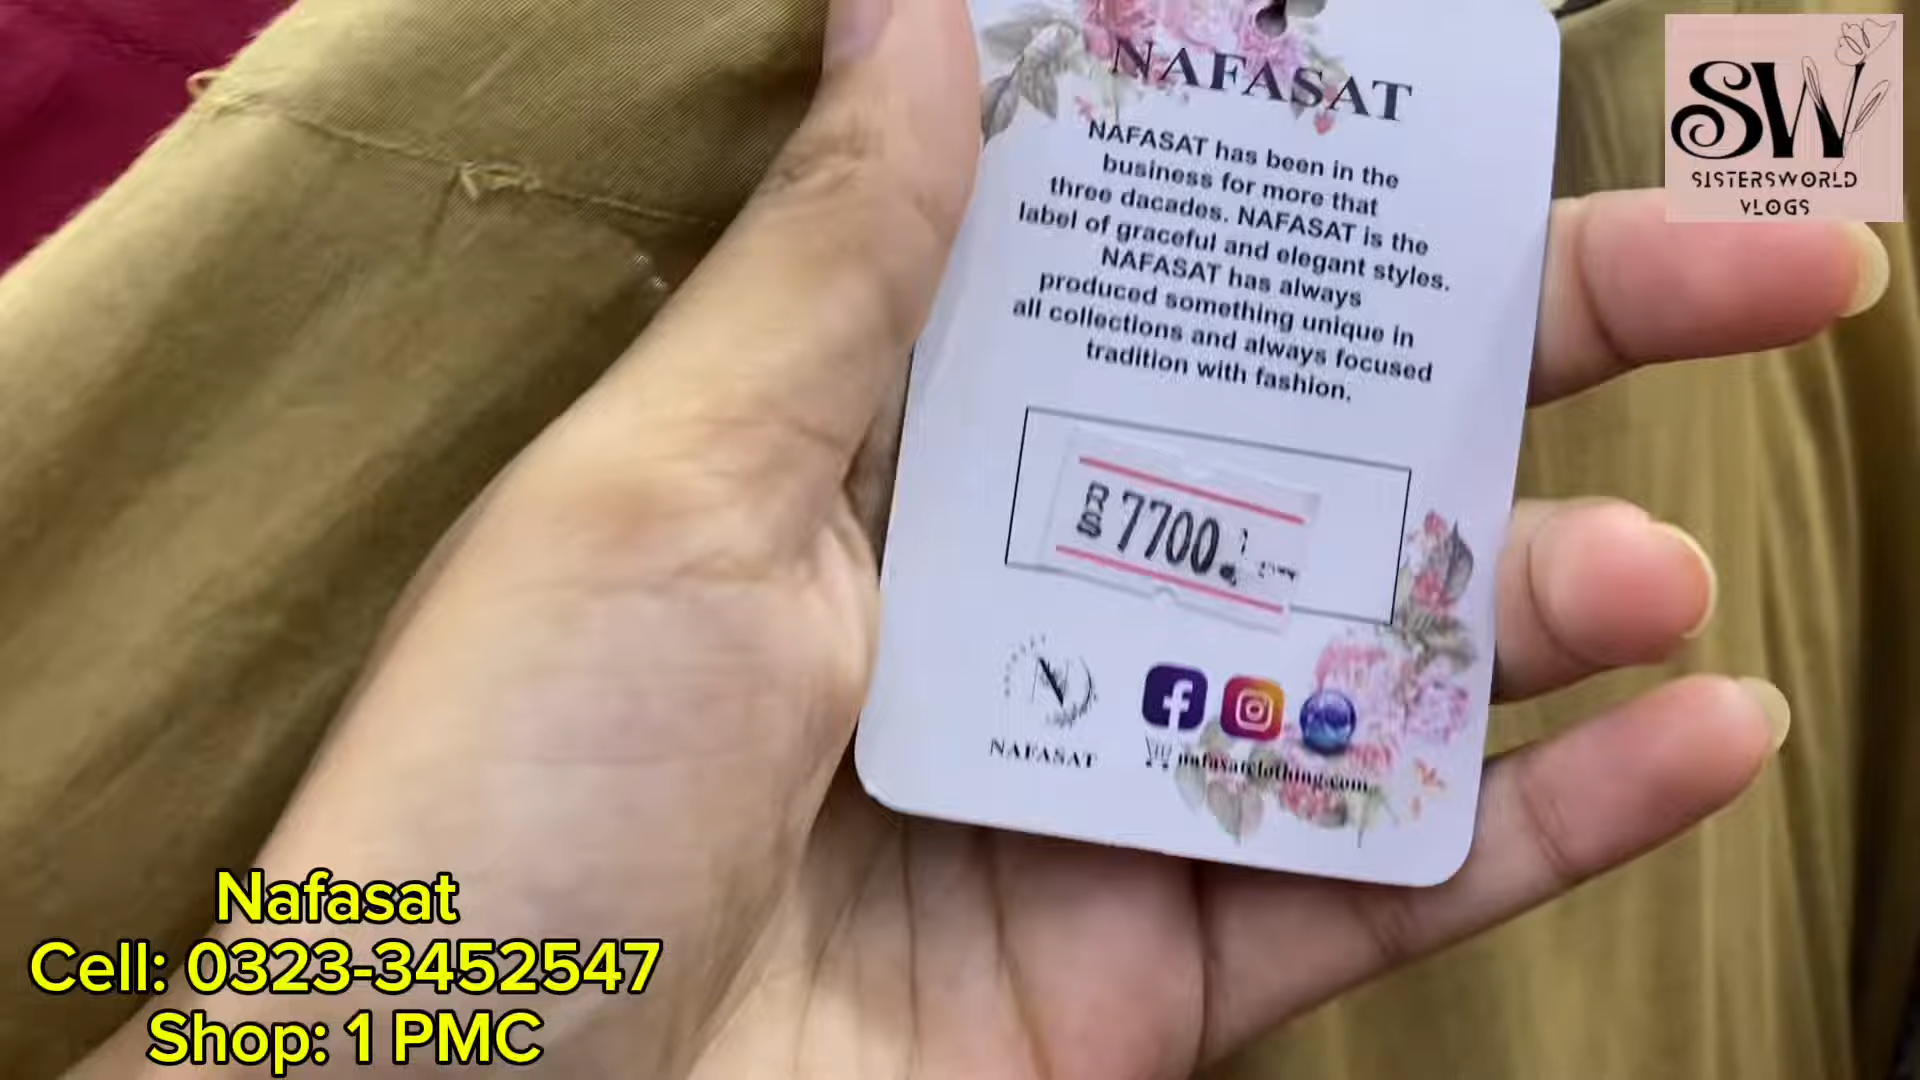 NAFASAT
NAFASAT has been in the
business for more that
three dacades. NAFASAT is the
label of graceful and elegant styles.
NAFASAT has always
produced something unique in
all collections and always focused
tradition with fashion.
RS 7700.
NAFASAT
nafasatclothing.com
SW
SISTERSWORLD
VLOGS
Nafasat
Cell: 0323-3452547
Shop: 1 PMC